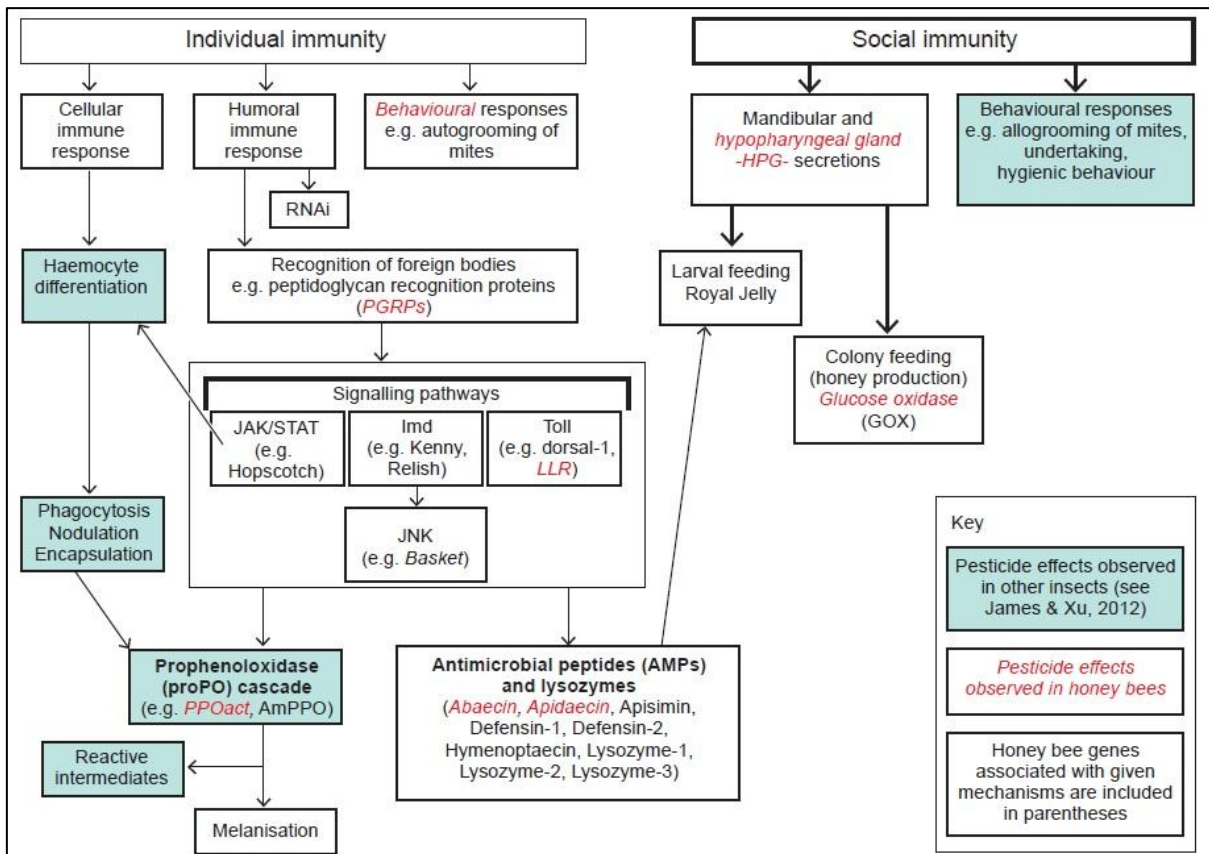 Individual immunity
Social immunity
Cellular
immune
response
Humoral
immune
response
Behavioural responses
e.g. autogrooming of
mites
RNAi
Mandibular and
hypopharyngeal gland
-HPG- secretions
Behavioural responses
e.g. allogrooming of mites,
undertaking,
hygienic behaviour
Haemocyte
differentiation
Recognition of foreign bodies
e.g. peptidoglycan recognition proteins
(PGRPs)
Larval feeding
Royal Jelly
Colony feeding
(honey production)
Glucose oxidase
(GOX)
Signalling pathways
JAK/STAT
(e.g.
Hopscotch)
Imd
(e.g. Kenny,
Relish)
Toll
(e.g. dorsal-1,
LLR)
JNK
(e.g. Basket)
Phagocytosis
Nodulation
Encapsulation
Prophenoloxidase
(proPO) cascade
(e.g. PPOact, AmPPO)
Reactive
intermediates
Melanisation
Antimicrobial peptides (AMPs)
and lysozymes
(Abaecin, Apidaecin, Apisimin,
Defensin-1, Defensin-2,
Hymenoptaecin, Lysozyme-1,
Lysozyme-2, Lysozyme-3)
Key
Pesticide effects observed
in other insects (see
James & Xu, 2012)
Pesticide effects
observed in honey bees
Honey bee genes
associated with given
mechanisms are included
in parentheses